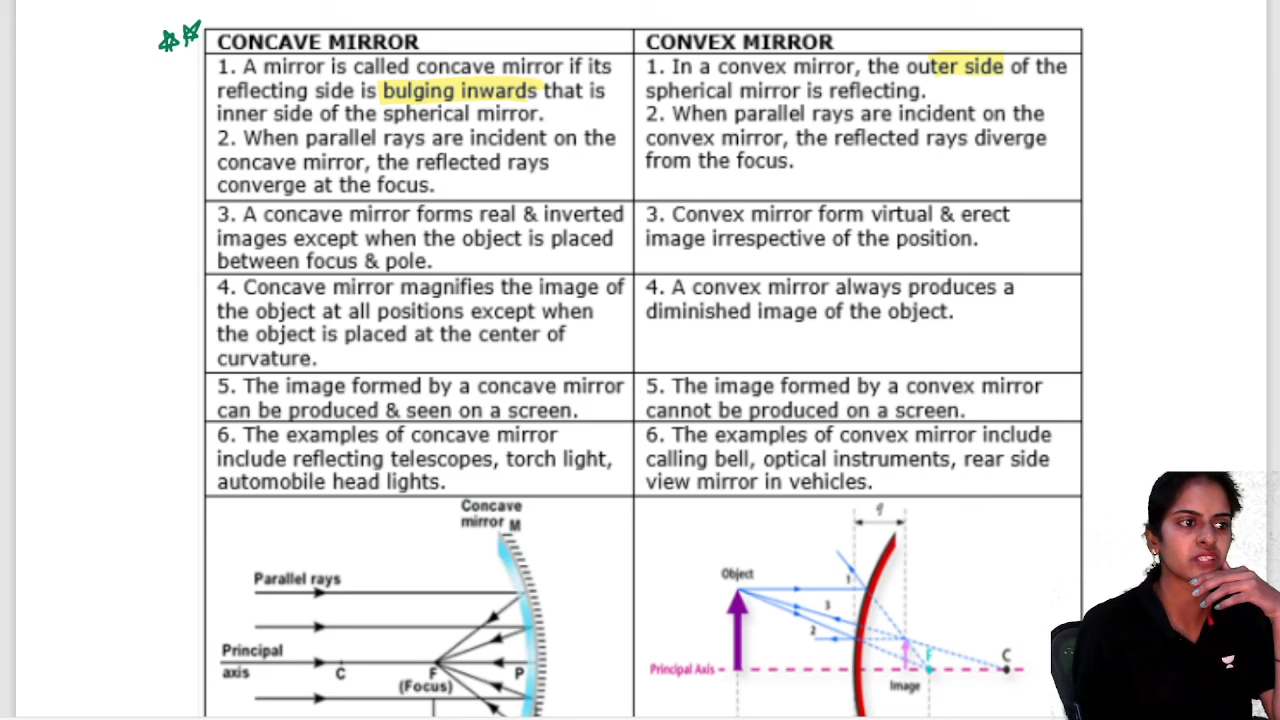 CONCAVE MIRROR
1. A mirror is called concave mirror if its
reflecting side is bulging inwards that is
inner side of the spherical mirror.
2. When parallel rays are incident on the
concave mirror, the reflected rays
converge at the focus.
CONVEX MIRROR
1. In a convex mirror, the outer side of the
spherical mirror is reflecting.
2. When parallel rays are incident on the
convex mirror, the reflected rays diverge
from the focus.
3. A concave mirror forms real & inverted
images except when the object is placed
between focus & pole.
3. Convex mirror form virtual & erect
image irrespective of the position.
4. Concave mirror magnifies the image of
the object at all positions except when
the object is placed at the center of
curvature.
4. A convex mirror always produces a
diminished image of the object.
5. The image formed by a concave mirror
can be produced & seen on a screen.
5. The image formed by a convex mirror
cannot be produced on a screen.
6. The examples of concave mirror
include reflecting telescopes, torch light,
automobile head lights.
6. The examples of convex mirror include
calling bell, optical instruments, rear side
view mirror in vehicles.
Concave
mirror M
Parallel rays
Principal
axis
C
F
(Focus)
P
Object
1
3
2
F
C
Principal Axis
Image